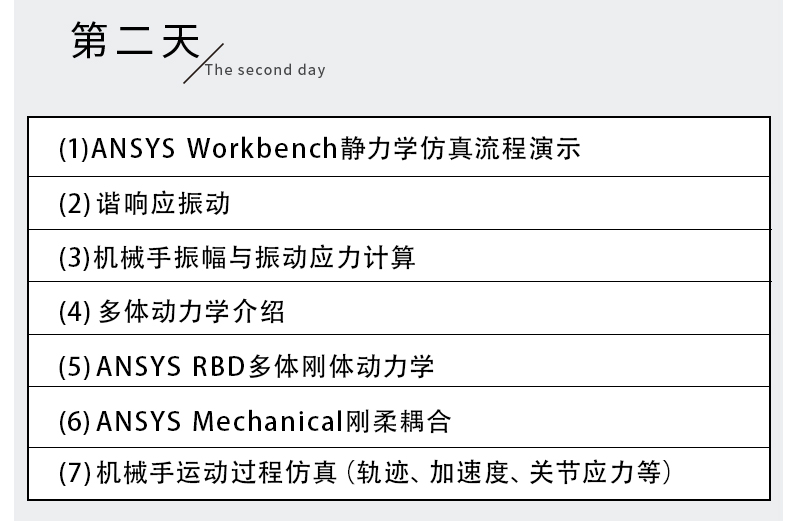 第二天
The second day
(1)ANSYS Workbench静力学仿真流程演示
(2)谐响应振动
(3)机械手振幅与振动应力计算
(4)多体动力学介绍
(5)ANSYS RBD多体刚体动力学
(6)ANSYS Mechanical刚柔耦合
(7)机械手运动过程仿真（轨迹、加速度、关节应力等）